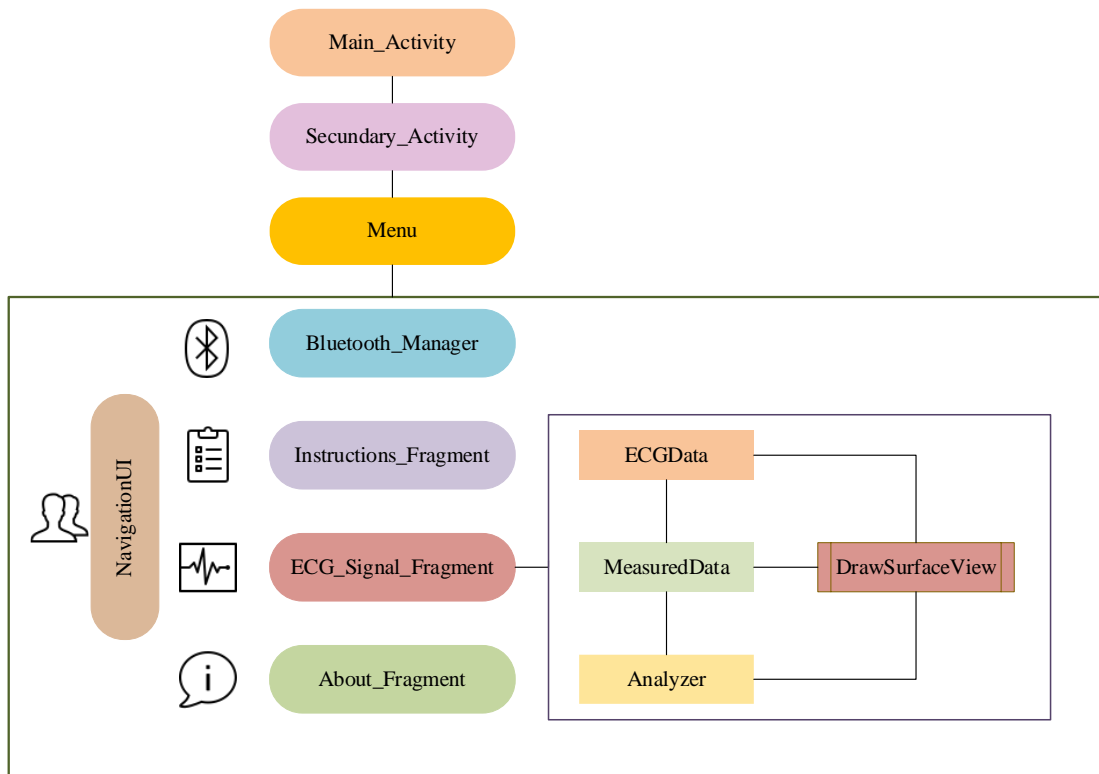 Main_Activity
Secundary_Activity
Menu
Bluetooth_Manager
NavigationUI
Instructions_Fragment
ECGData
ECG_Signal_Fragment
MeasuredData
DrawSurfaceView
About_Fragment
Analyzer